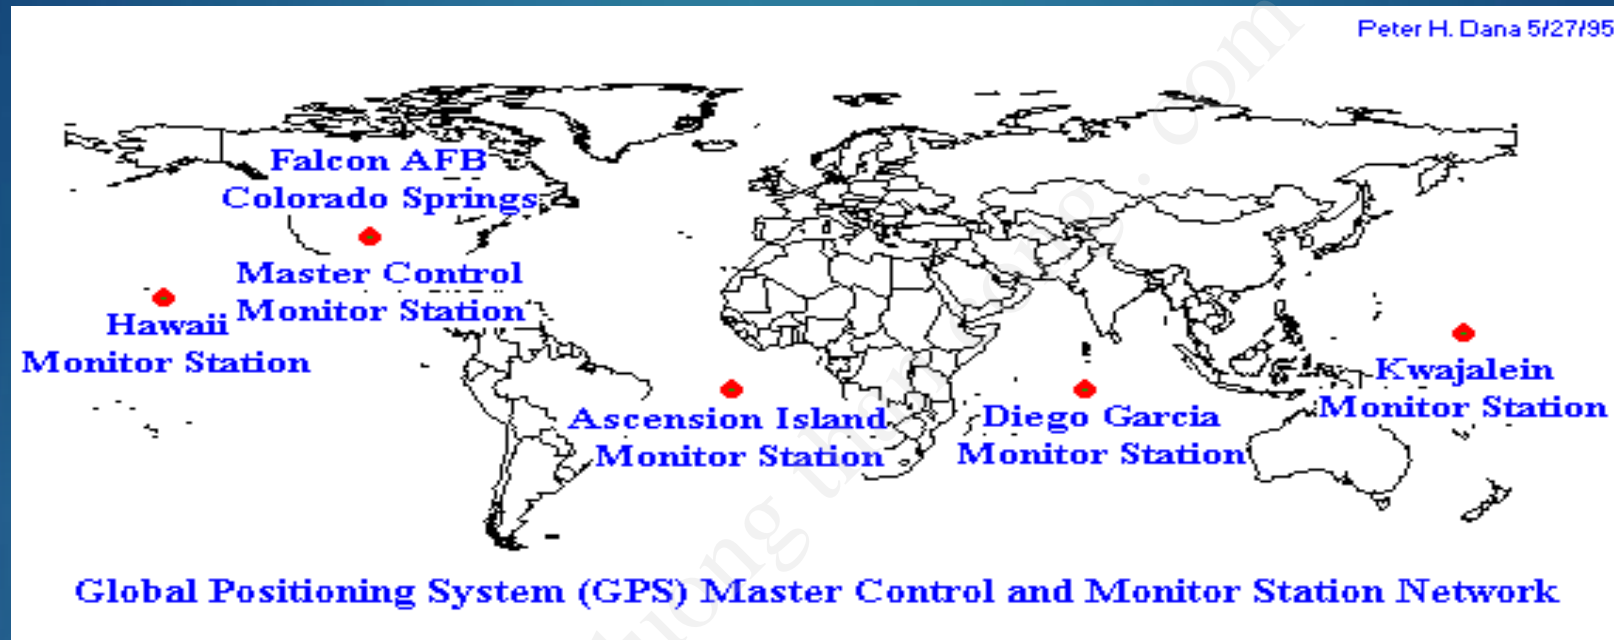 Peter H. Dana 5/27/95
Falcon AFB
Colorado Springs
Master Control
Monitor Station
Hawaii
Monitor Station
Ascension Island
Monitor Station
Diego Garcia
Monitor Station
Kwajalein
Monitor Station
Global Positioning System (GPS) Master Control and Monitor Station Network